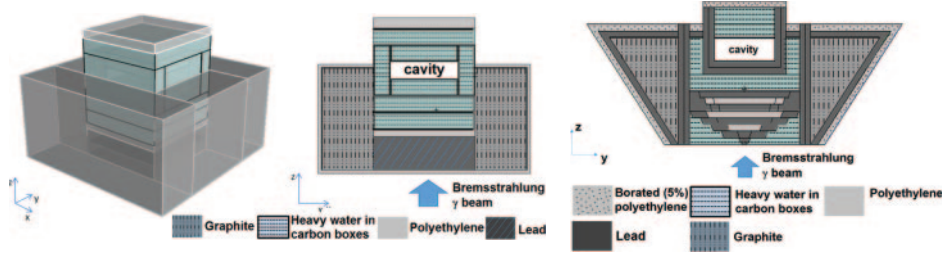 z
y
x
cavity
z
Bremsstrahlung
γ beam
Graphite
Heavy water in
carbon boxes
Polyethylene
Lead
cavity
z
y
Bremsstrahlung
γ beam
Borated (5%)
polyethylene
Heavy water in
carbon boxes
Polyethylene
Lead
Graphite